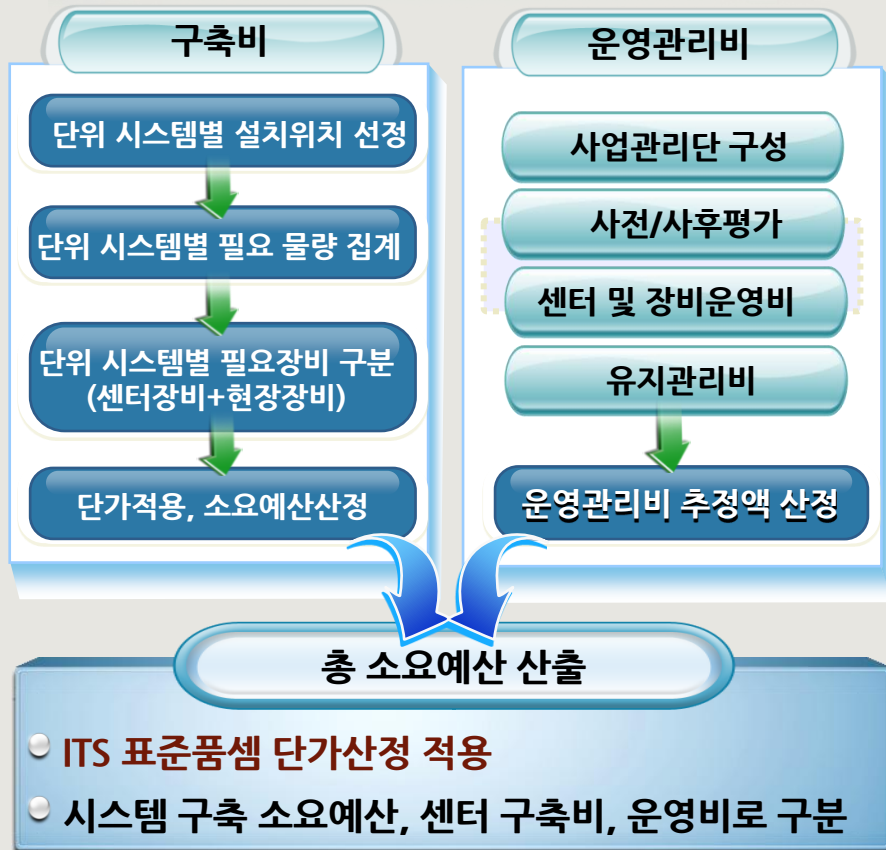 구축비
단위 시스템별 설치위치 선정
단위 시스템별 필요 물량 집계
단위 시스템별 필요장비 구분
(센터장비+현장장비)
단가적용, 소요예산산정
운영관리비
사업관리단 구성
사전/사후평가
센터 및 장비운영비
유지관리비
운영관리비 추정액 산정
총 소요예산 산출
ITS 표준품셈 단가산정 적용
시스템 구축 소요예산, 센터 구축비, 운영비로 구분